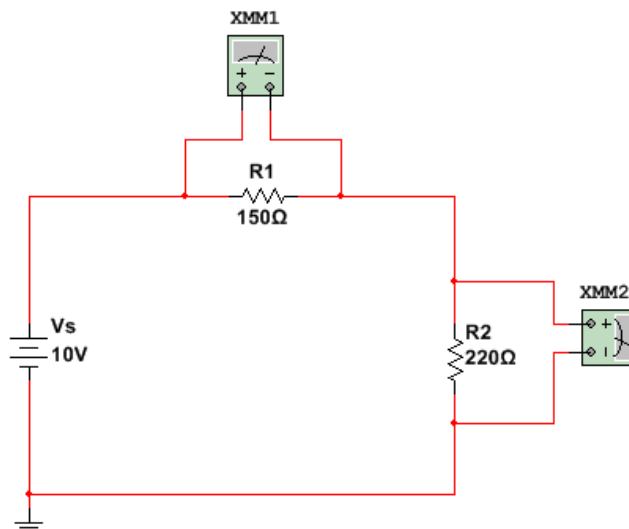 XMM1
+ −
R1
150Ω
Vs
10V
R2
220Ω
XMM2
+
−